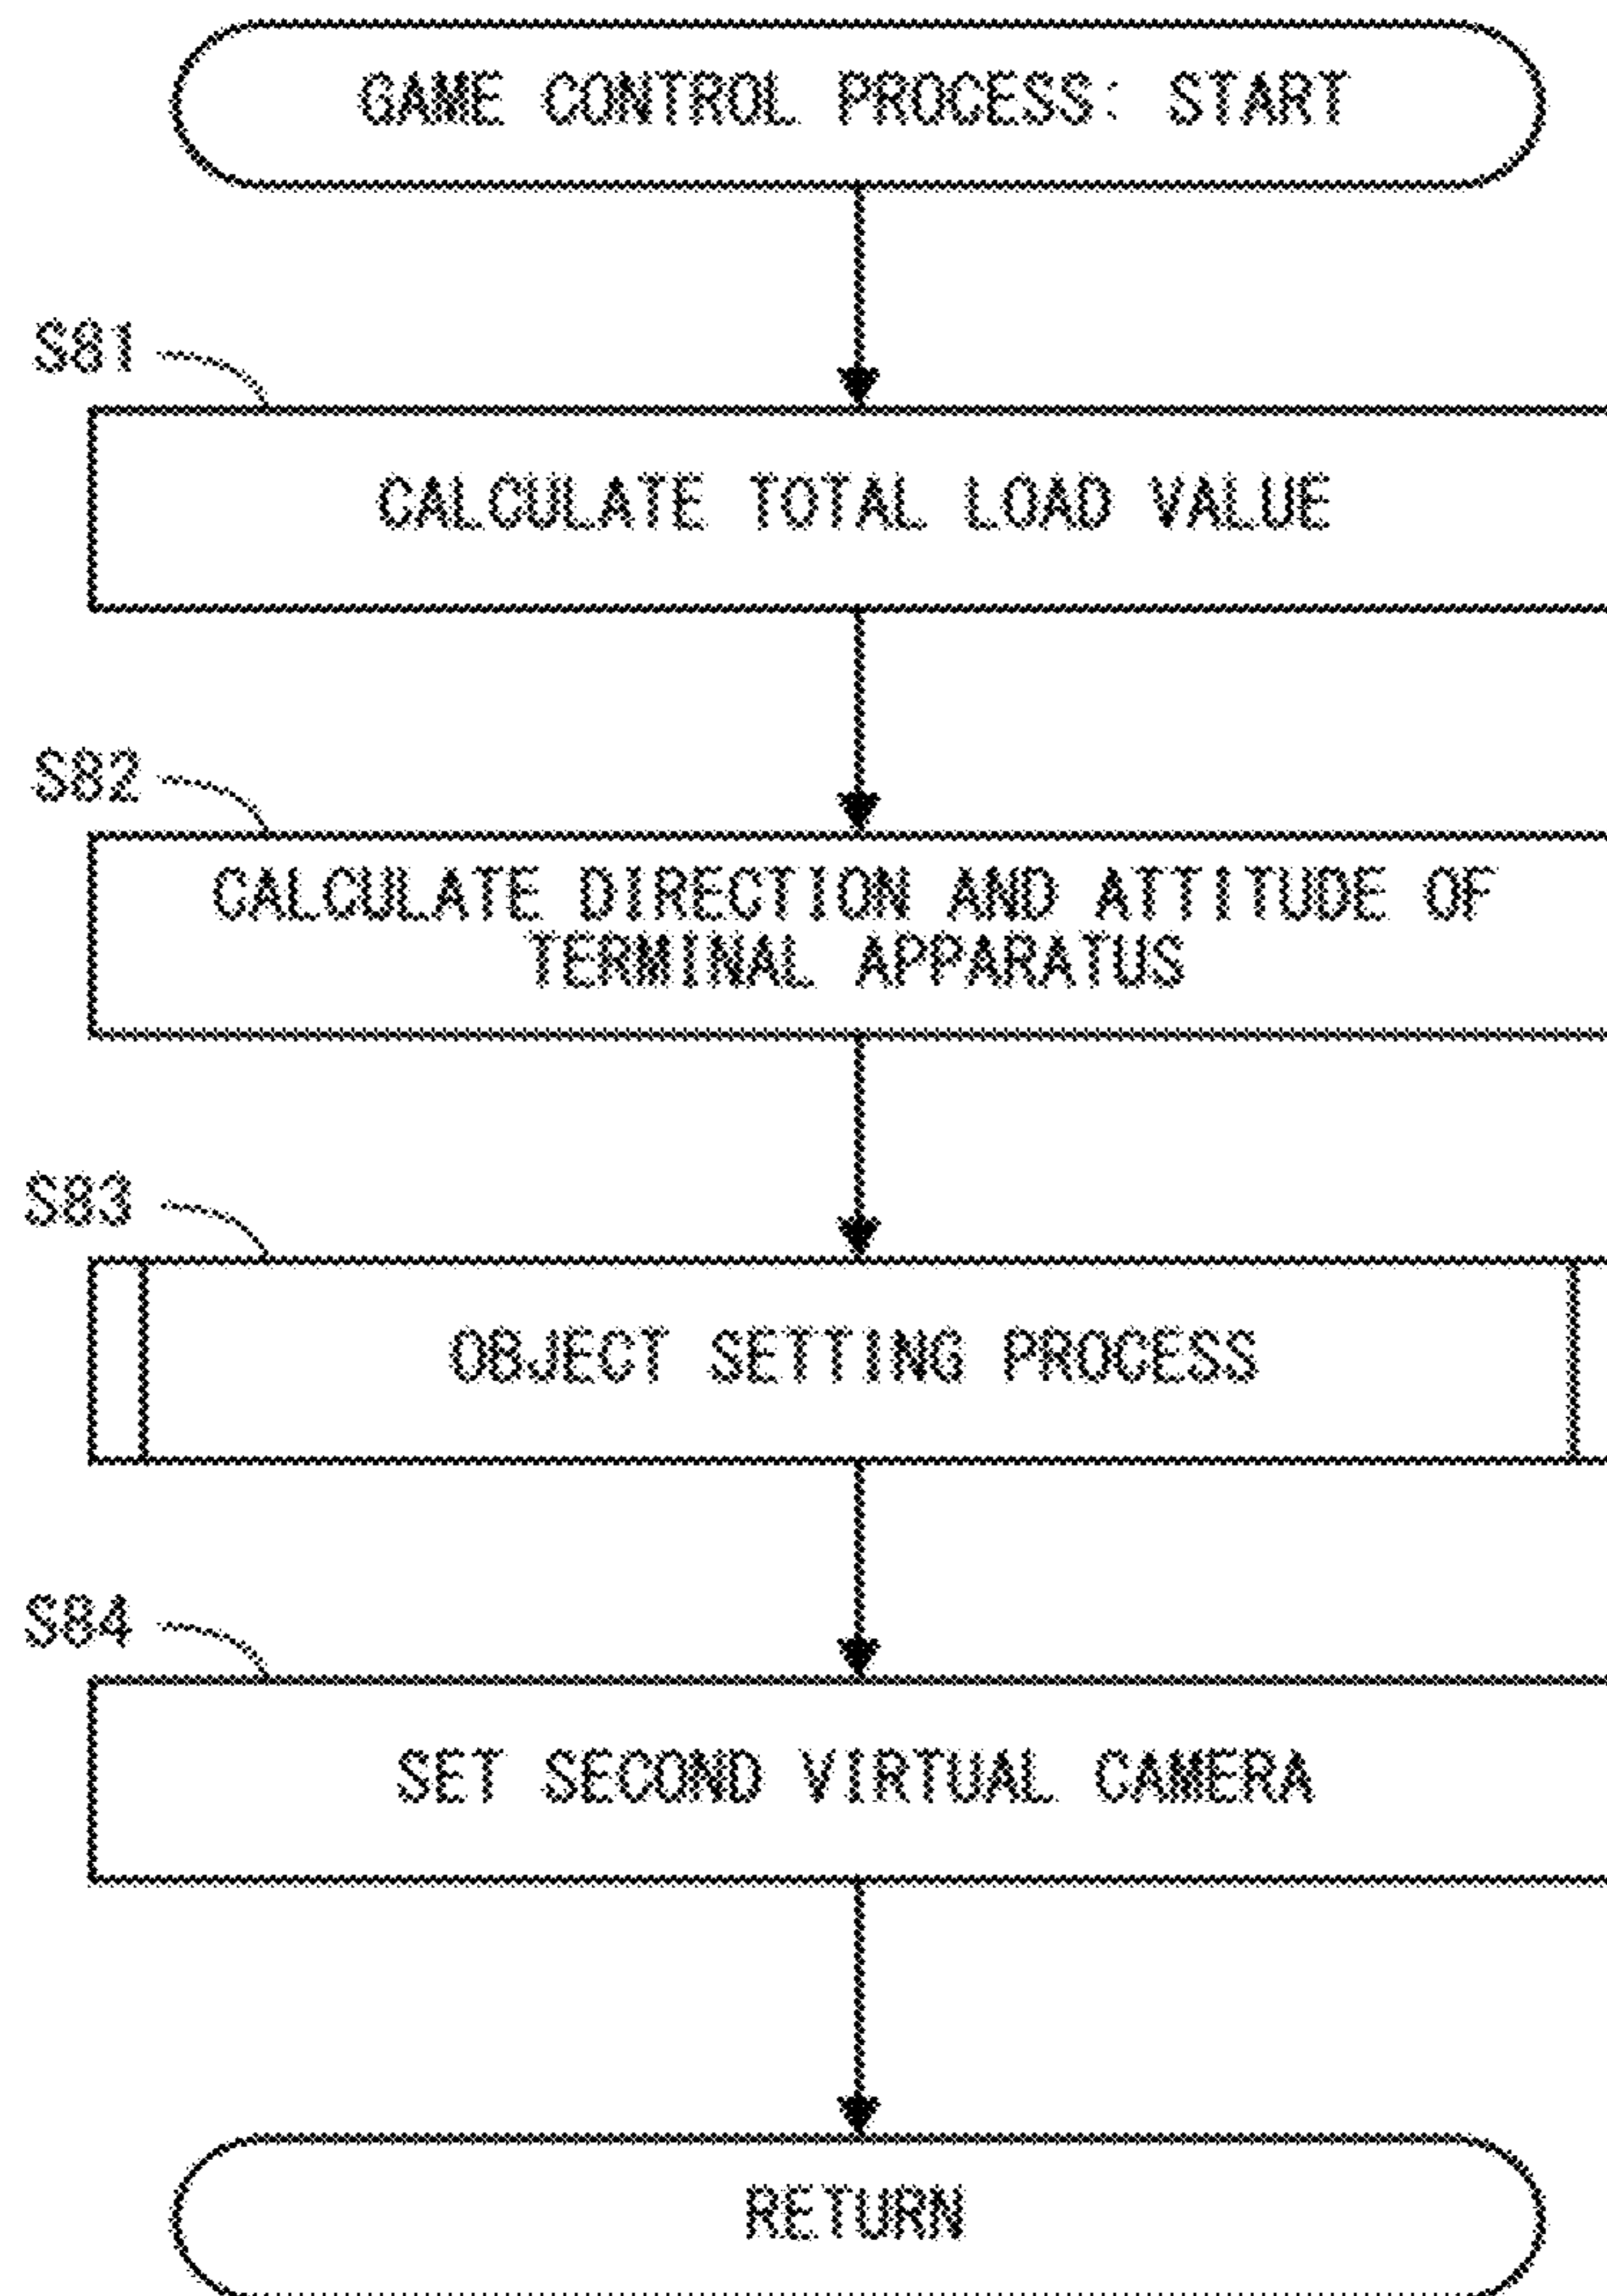 GAME CONTROL PROCESS: START
S81
CALCULATE TOTAL LOAD VALUE
S82
CALCULATE DIRECTION AND ATTITUDE OF
TERMINAL APPARATUS
S83
OBJECT SETTING PROCESS
S84
SET SECOND VIRTUAL CAMERA
RETURN